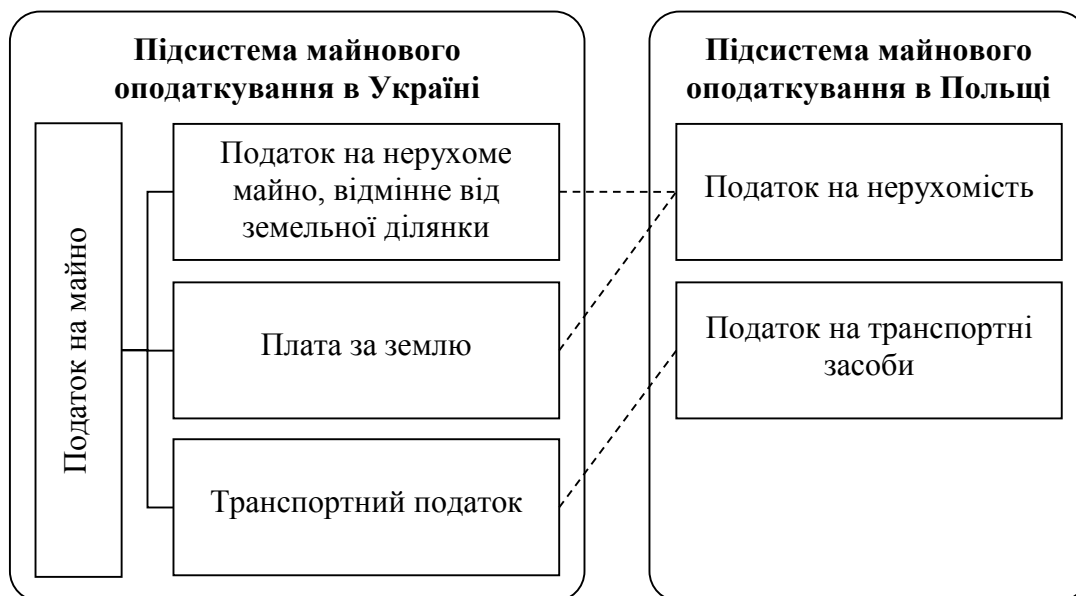 Підсистема майнового
оподаткування в Україні
Податок на майно
Податок на нерухоме
майно, відмінне від
земельної ділянки
Плата за землю
Транспортний податок
Підсистема майнового
оподаткування в Польщі
Податок на нерухомість
Податок на транспортні
засоби